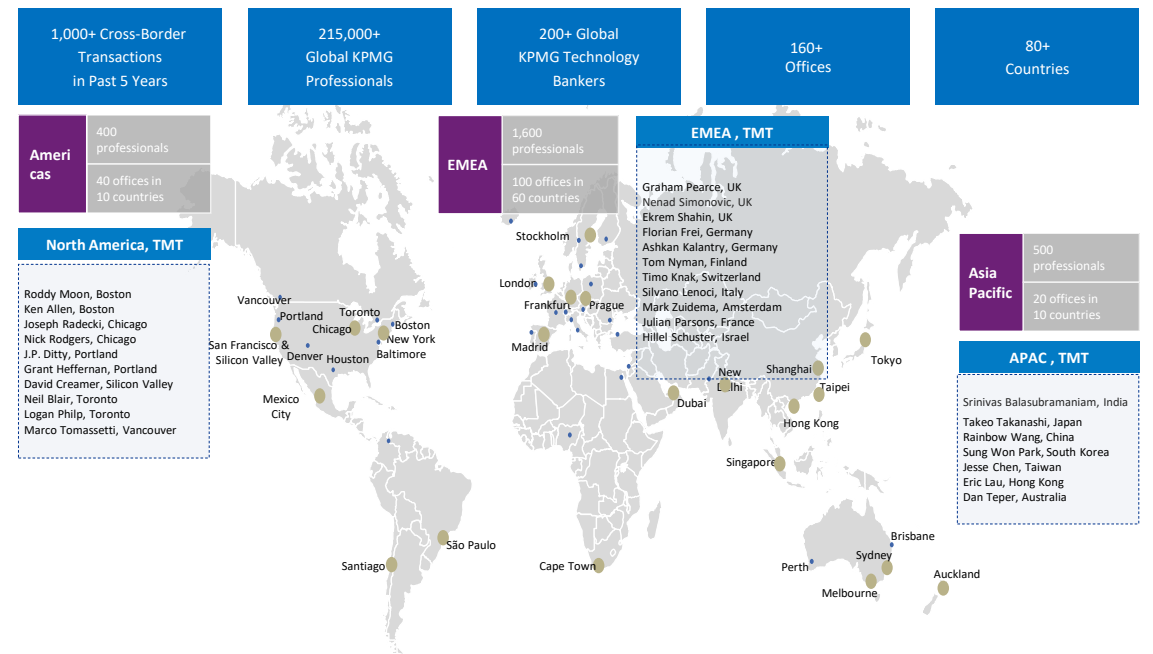 1,000+ Cross-Border
Transactions
in Past 5 Years
215,000+
Global KPMG
Professionals
200+ Global
KPMG Technology
Bankers
160+
Offices
80+
Countries
Ameri
cas
400
professionals
40 offices in
10 countries
EMEA
1,600
professionals
100 offices in
60 countries
EMEA , TMT
Graham Pearce, UK
Nenad Simonovic, UK
Ekrem Shahin, UK
Florian Frei, Germany
Ashkan Kalantry, Germany
Tom Nyman, Finland
Timo Knak, Switzerland
Silvano Lenoci, Italy
Mark Zuidema, Amsterdam
Julian Parsons, France
Hillel Schuster, Israel
North America, TMT
Roddy Moon, Boston
Ken Allen, Boston
Joseph Radecki, Chicago
Nick Rodgers, Chicago
J.P. Ditty, Portland
Grant Heffernan, Portland
David Creamer, Silicon Valley
Neil Blair, Toronto
Logan Philp, Toronto
Marco Tomassetti, Vancouver
Asia
Pacific
500
professionals
20 offices in
10 countries
APAC , TMT
Srinivas Balasubramaniam, India
Takeo Takanashi, Japan
Rainbow Wang, China
Sung Won Park, South Korea
Jesse Chen, Taiwan
Eric Lau, Hong Kong
Dan Teper, Australia
Vancouver
Portland
Toronto
Chicago
Boston
New York
San Francisco &
Silicon Valley
Denver
Houston
Baltimore
Mexico
City
São Paulo
Santiago
Stockholm
London
Frankfurt
Prague
Madrid
Dubai
New
Delhi
Shanghai
Tokyo
Taipei
Hong Kong
Singapore
Cape Town
Brisbane
Perth
Sydney
Melbourne
Auckland